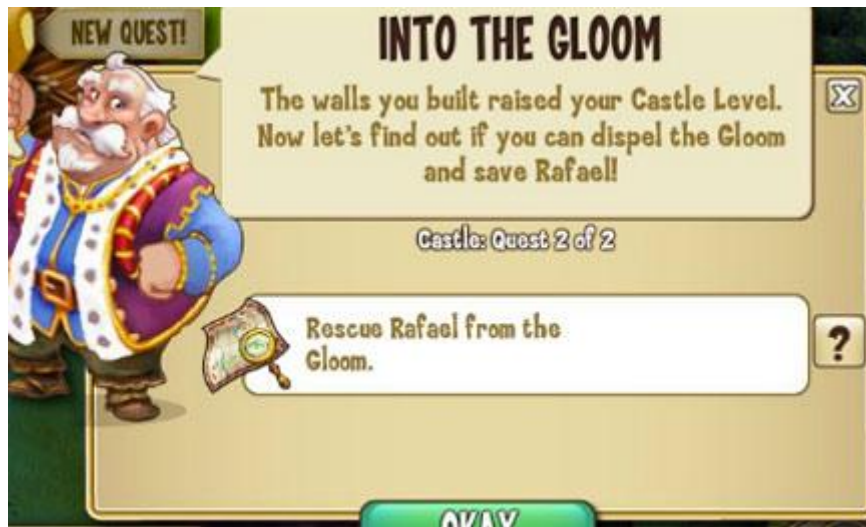 NEW QUEST!
INTO THE GLOOM
The walls you built raised your Castle Level.
Now let's find out if you can dispel the Gloom
and save Rafael!
Castle: Quest 2 of 2
Rescue Rafael from the
Gloom.
?
X
OKAY